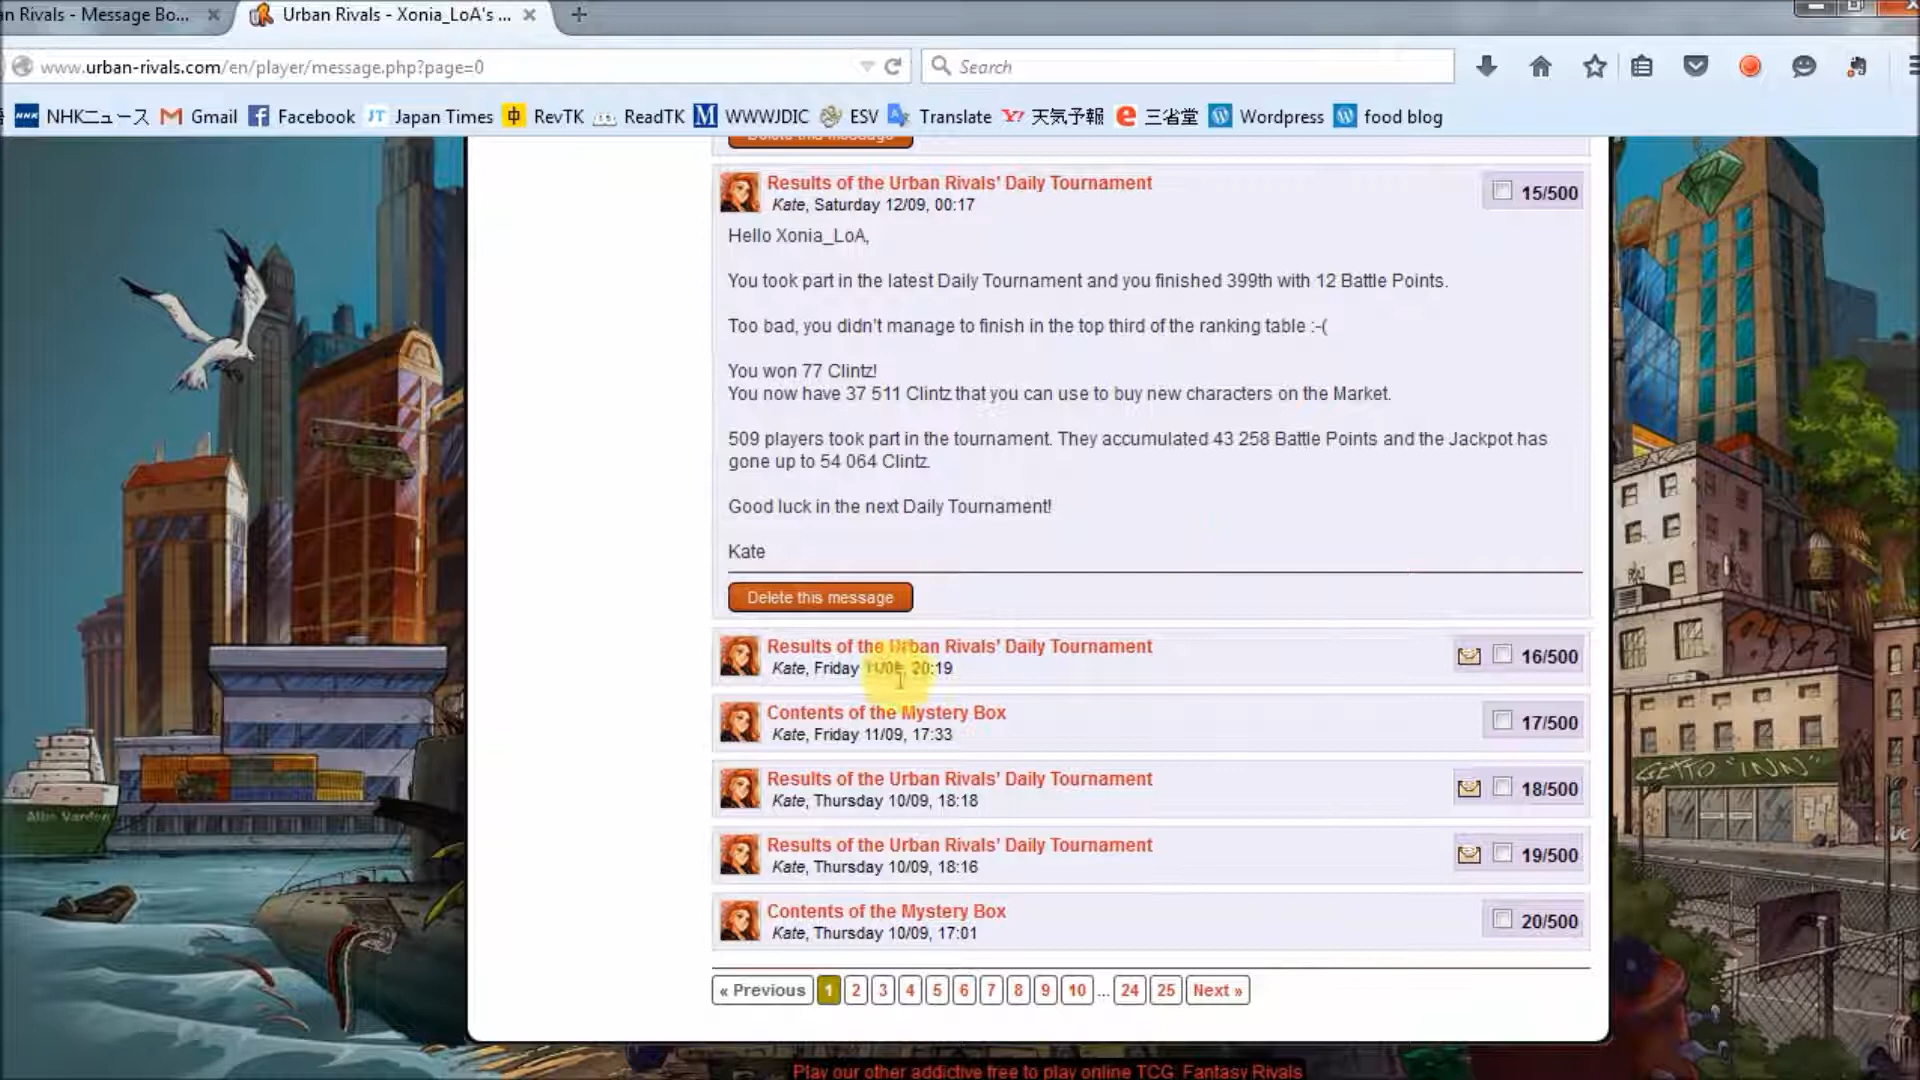 n Rivals - Message Bo...
Urban Rivals - Xonia_LoA's ...
www.urban-rivals.com/en/player/message.php?page=0
Search
NHKニュース
Gmail
Facebook
JT Japan Times
中 RevTK
ReadTK
M WWWJDIC
ESV
Translate
Y! 天気予報
e 三省堂
Wordpress
food blog
Delete this message
Results of the Urban Rivals' Daily Tournament
15/500
Kate, Saturday 12/09, 00:17
Hello Xonia_LoA,
You took part in the latest Daily Tournament and you finished 399th with 12 Battle Points.
Too bad, you didn't manage to finish in the top third of the ranking table :-(
You won 77 Clintz!
You now have 37 511 Clintz that you can use to buy new characters on the Market.
509 players took part in the tournament. They accumulated 43 258 Battle Points and the Jackpot has
gone up to 54 064 Clintz.
Good luck in the next Daily Tournament!
Kate
Delete this message
Results of the Urban Rivals' Daily Tournament
16/500
Kate, Friday 11/09, 20:19
Contents of the Mystery Box
17/500
Kate, Friday 11/09, 17:33
Results of the Urban Rivals' Daily Tournament
18/500
Kate, Thursday 10/09, 18:18
Results of the Urban Rivals' Daily Tournament
19/500
Kate, Thursday 10/09, 18:16
Contents of the Mystery Box
20/500
Kate, Thursday 10/09, 17:01
« Previous 1 2 3 4 5 6 7 8 9 10 ... 24 25 Next »
Play our other addictive free to play online TCG: Fantasy Rivals
GETTO "INN"